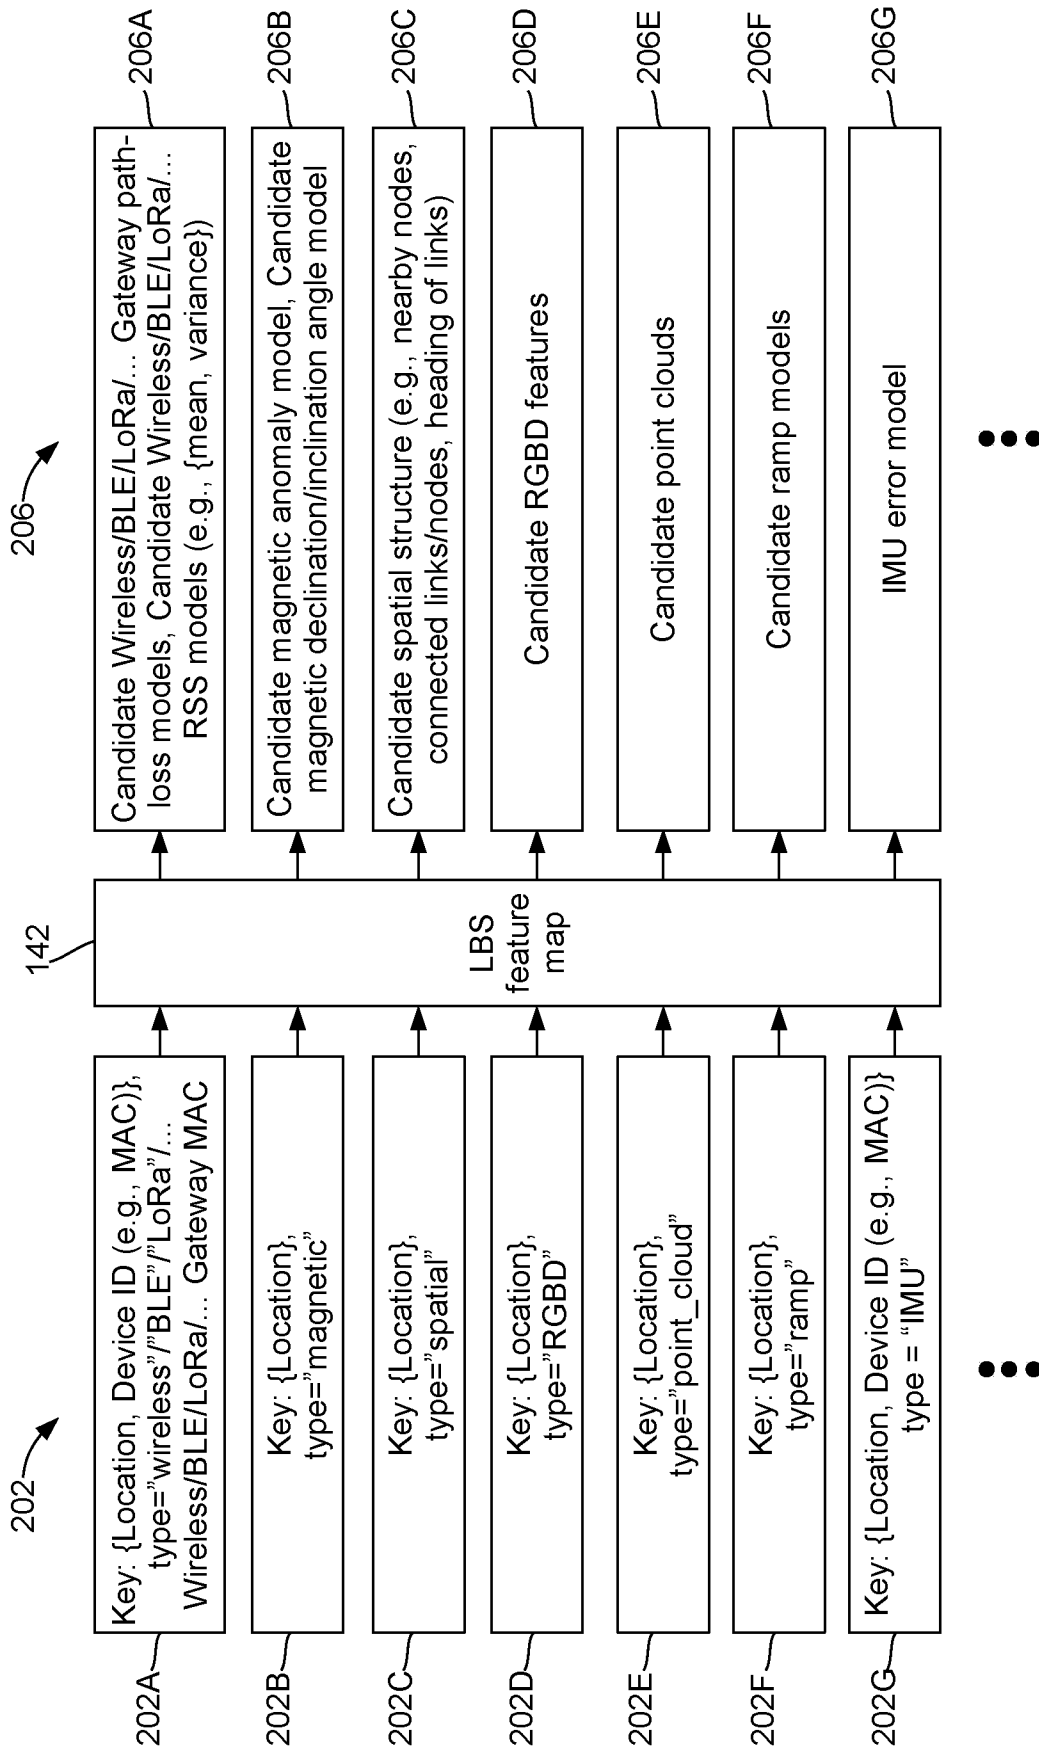 202
142
206
202A
Key: {Location, Device ID (e.g., MAC)},
type=”wireless”/”BLE”/”LoRa”/...
Wireless/BLE/LoRa/... Gateway MAC
Candidate Wireless/BLE/LoRa/... Gateway path-
loss models, Candidate Wireless/BLE/LoRa/...
RSS models (e.g., {mean, variance})
206A
202B
Key: {Location},
type=”magnetic”
Candidate magnetic anomaly model, Candidate
magnetic declination/inclination angle model
206B
202C
Key: {Location},
type=”spatial”
Candidate spatial structure (e.g., nearby nodes,
connected links/nodes, heading of links)
206C
202D
Key: {Location},
type=”RGBD”
LBS
feature
map
Candidate RGBD features
206D
202E
Key: {Location},
type=”point_cloud”
Candidate point clouds
206E
202F
Key: {Location},
type=”ramp”
Candidate ramp models
206F
202G
Key: {Location, Device ID (e.g., MAC)}
type = “IMU”
IMU error model
206G